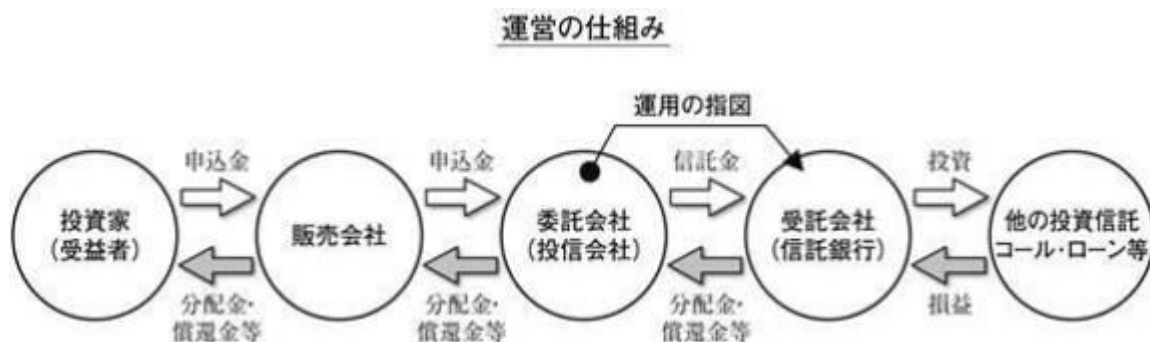 運営の仕組み
運用の指図
申込金
申込金
信託金
投資
投資家
(受益者)
販売会社
委託会社
(投信会社)
受託会社
(信託銀行)
他の投資信託
コール・ローン等
分配金・
償還金等
分配金・
償還金等
分配金・
償還金等
損益